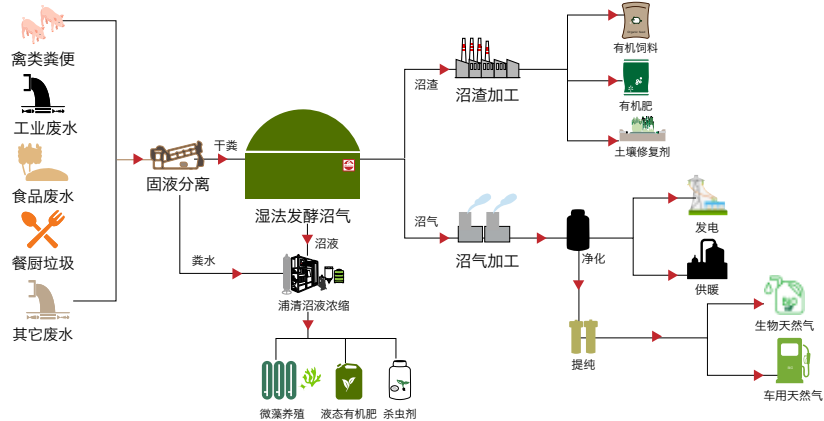 禽类粪便
工业废水
食品废水
餐厨垃圾
其它废水
固液分离
干粪
粪水
湿法发酵沼气
沼液
浦清沼液浓缩
微藻养殖
液态有机肥
杀虫剂
沼渣
沼渣加工
有机饲料
有机肥
土壤修复剂
沼气
沼气加工
净化
发电
供暖
提纯
生物天然气
车用天然气